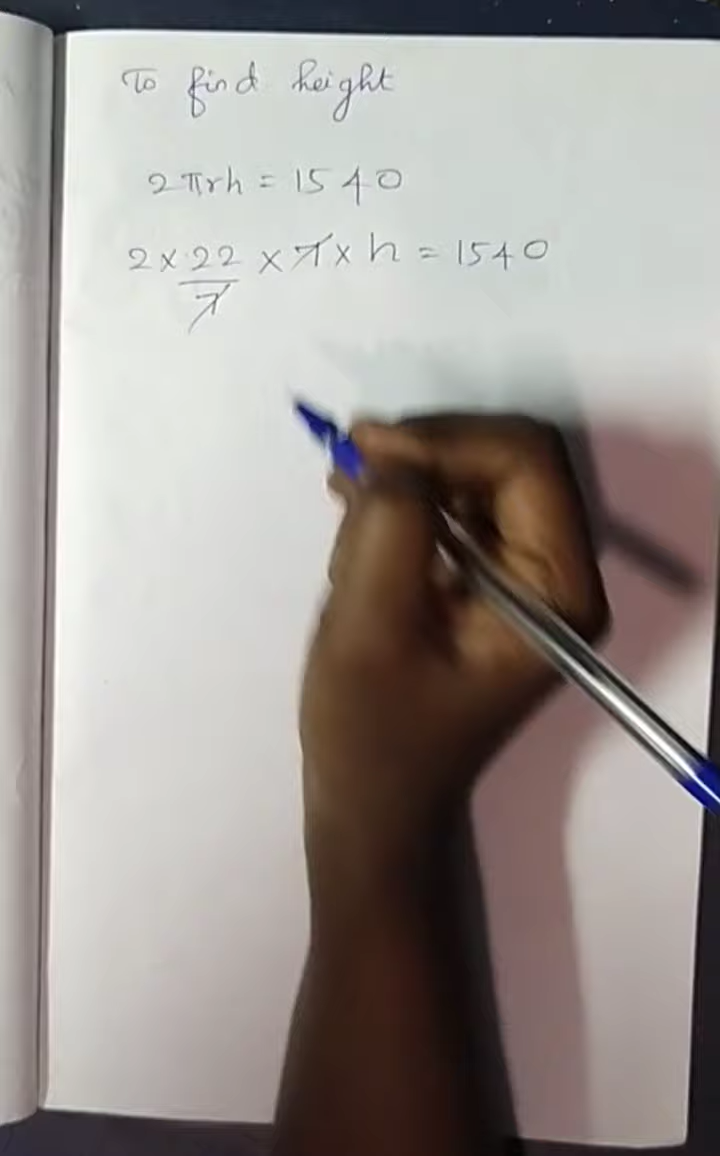 To find height
2πrh = 1540
2 × 22/7 × 7 × h = 1540